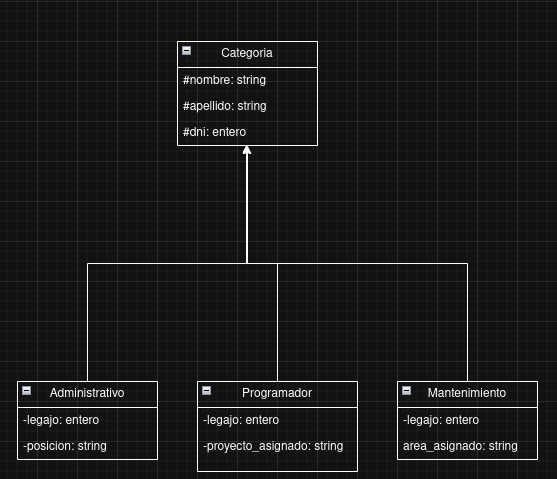 Categoria
#nombre: string
#apellido: string
#dni: entero
Administrativo
-legajo: entero
-posicion: string
Programador
-legajo: entero
-proyecto_asignado: string
Mantenimiento
-legajo: entero
area_asignado: string